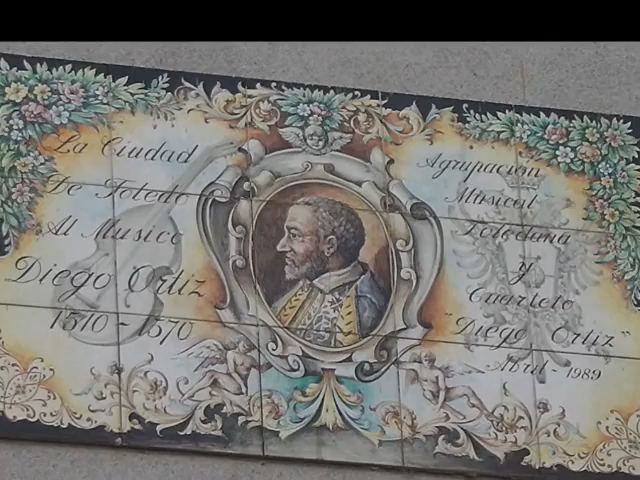 La Ciudad
De Toledo
Al Musico
Diego Ortiz
1510-1570
Agrupación
Musical
Toledana
y
Cuarteto
"Diego Ortiz"
Abril-1989